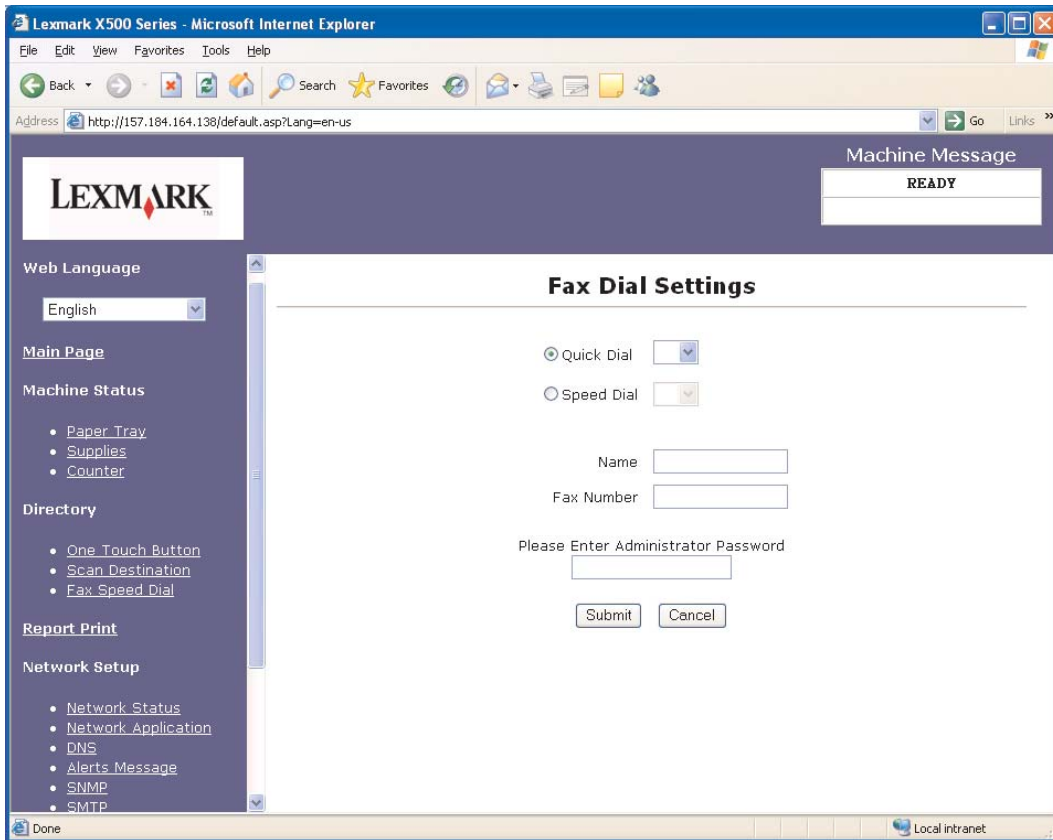 Lexmark X500 Series - Microsoft Internet Explorer
File Edit View Favorites Tools Help
Back Search Favorites
Address http://157.184.164.138/default.asp?Lang=en-us Go Links »
LEXMARK TM
Machine Message
READY
Web Language
English
Main Page
Machine Status
Paper Tray
Supplies
Counter
Directory
One Touch Button
Scan Destination
Fax Speed Dial
Report Print
Network Setup
Network Status
Network Application
DNS
Alerts Message
SNMP
SMTP
Fax Dial Settings
Quick Dial
Speed Dial
Name
Fax Number
Please Enter Administrator Password
Submit Cancel
Done Local intranet